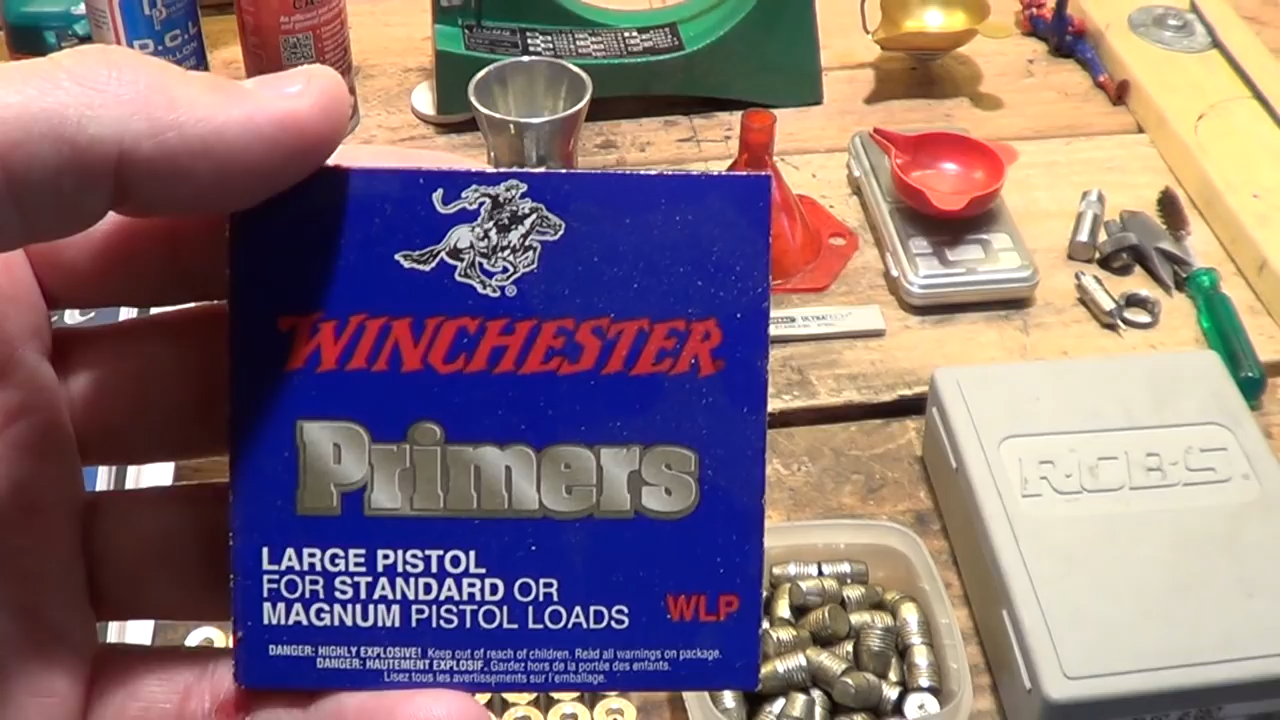 WINCHESTER
Primers
LARGE PISTOL
FOR STANDARD OR
MAGNUM PISTOL LOADS
WLP
DANGER: HIGHLY EXPLOSIVE! Keep out of reach of children. Read all warnings on package.
DANGER: HAUTEMENT EXPLOSIF. Gardez hors de la portée des enfants.
Lisez tous les avertissements sur l'emballage.
D.C.L
RCBS